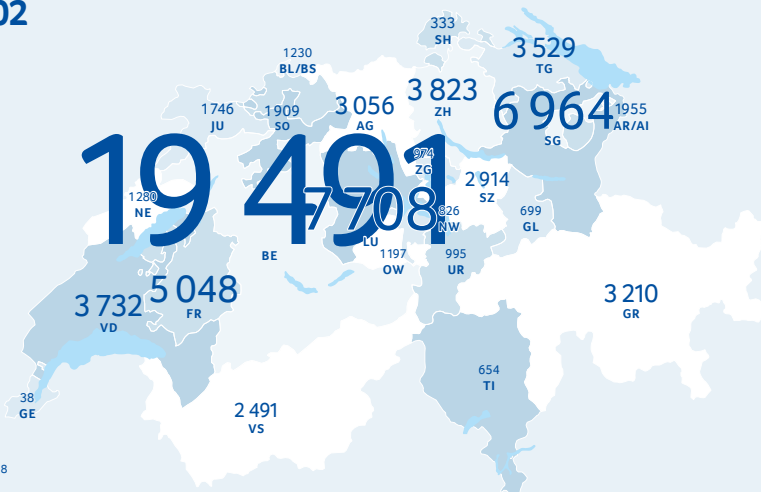 02
333
SH
3 529
TG
1230
BL/BS
3 823
ZH
6 964
SG
1955
AR/AI
1746
JU
1909
SO
3 056
AG
19 491
BE
974
ZG
2 914
SZ
1280
NE
7 708
LU
826
NW
699
GL
1197
OW
995
UR
3 732
VD
5 048
FR
3 210
GR
654
TI
38
GE
2 491
VS
8